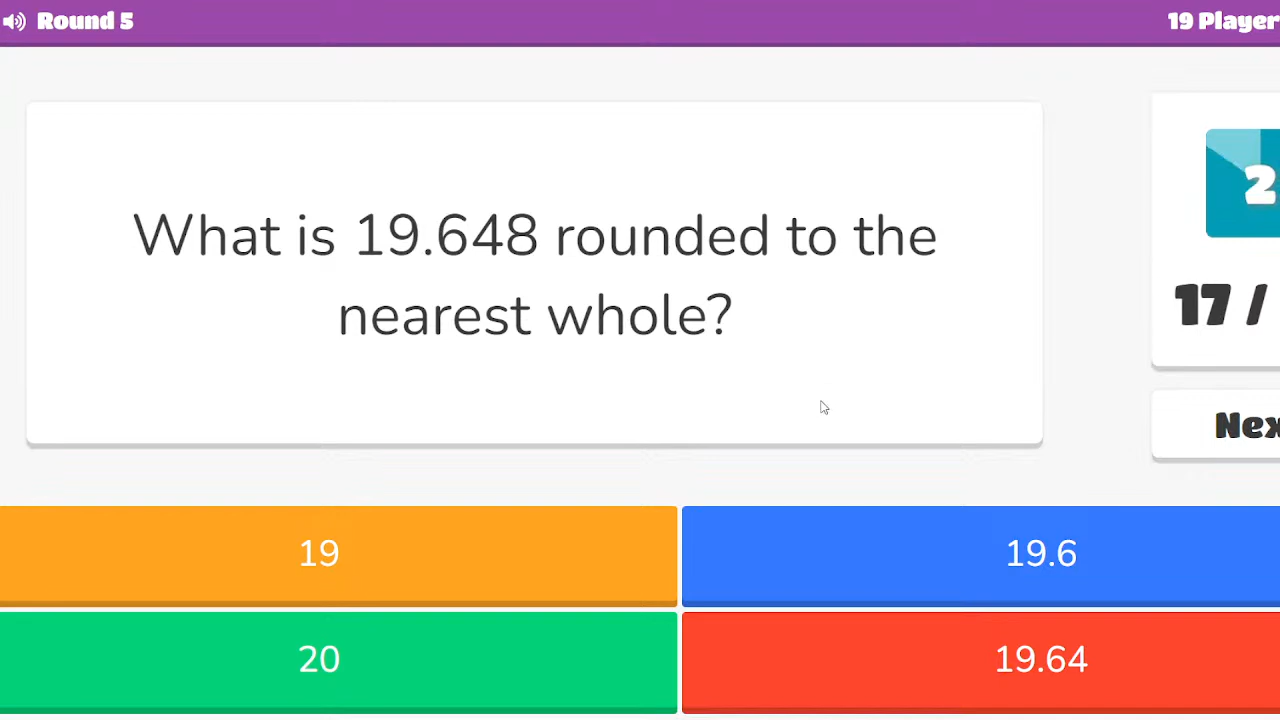 Round 5
19 Player
What is 19.648 rounded to the
nearest whole?
2
17 /
Nex
19
19.6
20
19.64